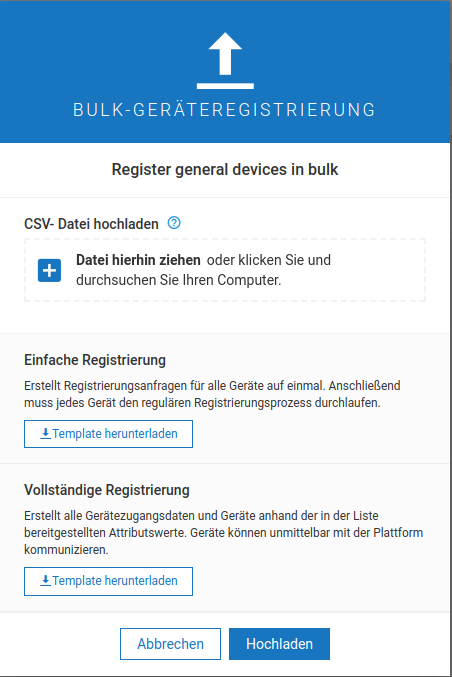 BULK-GERÄTEREGISTRIERUNG
Register general devices in bulk
CSV- Datei hochladen
Datei hierhin ziehen oder klicken Sie und
durchsuchen Sie Ihren Computer.
Einfache Registrierung
Erstellt Registrierungsanfragen für alle Geräte auf einmal. Anschließend
muss jedes Gerät den regulären Registrierungsprozess durchlaufen.
Template herunterladen
Vollständige Registrierung
Erstellt alle Gerätezugangsdaten und Geräte anhand der in der Liste
bereitgestellten Attributswerte. Geräte können unmittelbar mit der Plattform
kommunizieren.
Template herunterladen
Abbrechen Hochladen